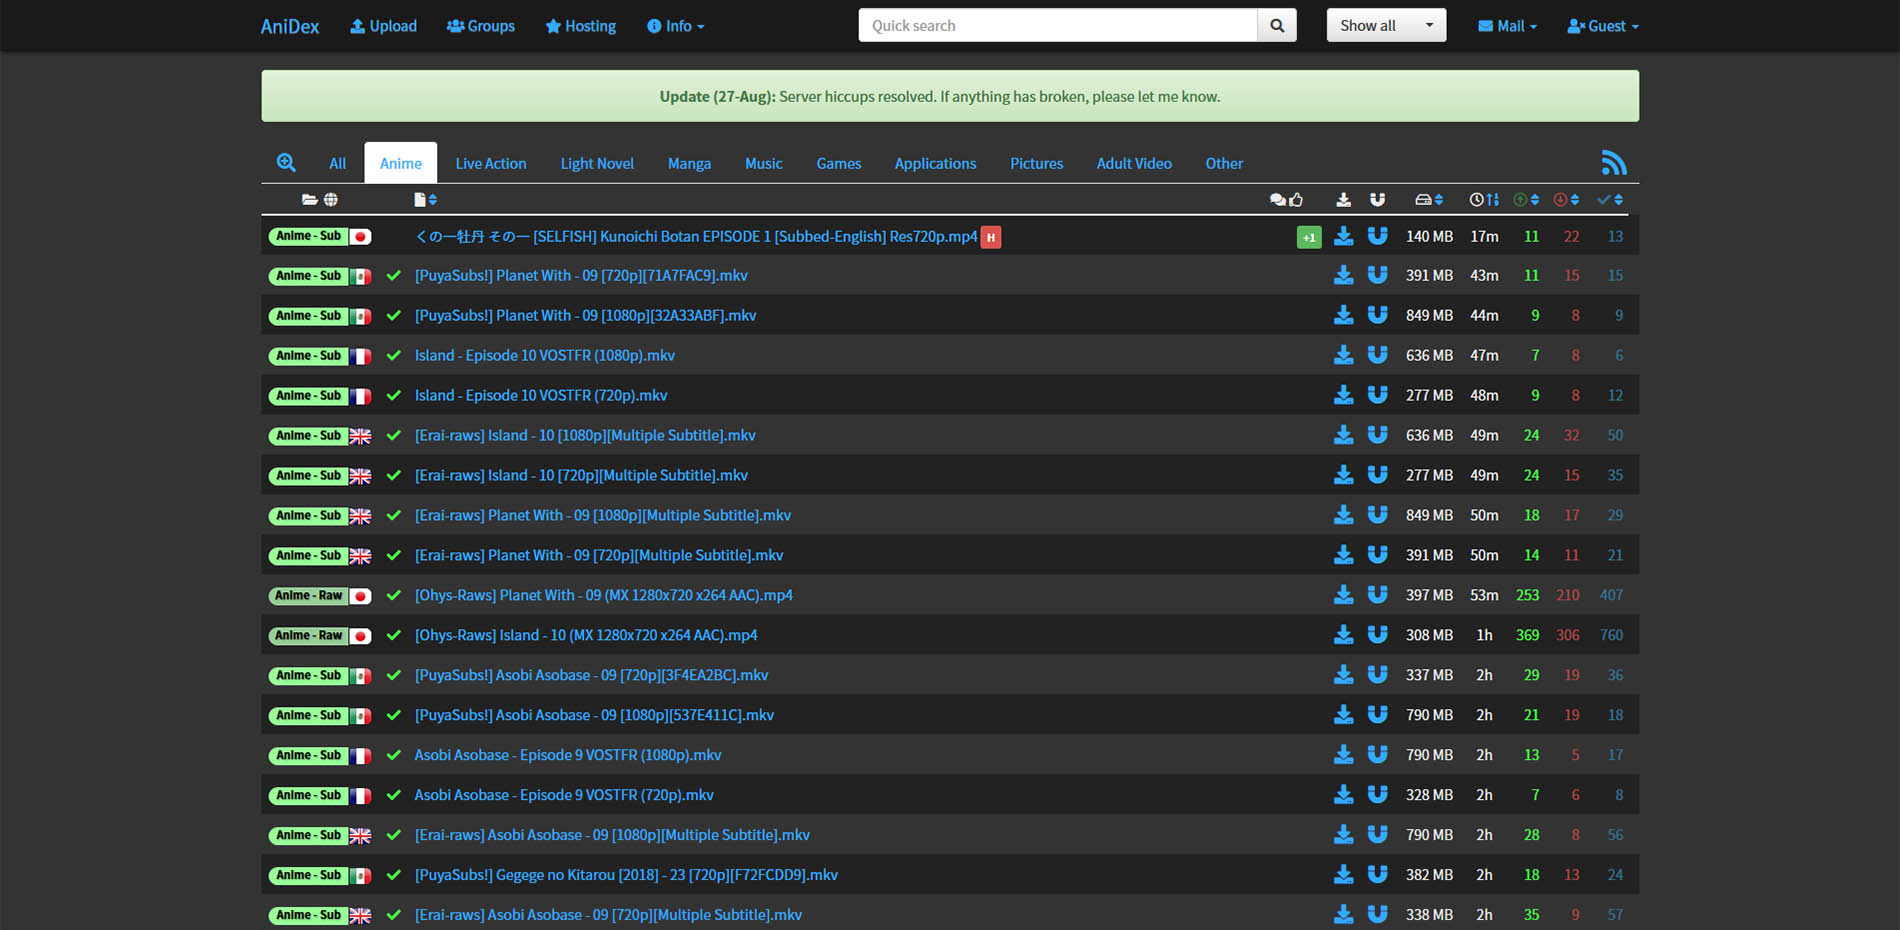 AniDex Upload Groups Hosting Info Quick search Show all Mail Guest
Update (27-Aug): Server hiccups resolved. If anything has broken, please let me know.
All Anime Live Action Light Novel Manga Music Games Applications Pictures Adult Video Other
Anime - Sub くの一牡丹 その一 [SELFISH] Kunoichi Botan EPISODE 1 [Subbed-English] Res720p.mp4 H +1 140 MB 17m 11 22 13
Anime - Sub [PuyaSubs!] Planet With - 09 [720p][71A7FAC9].mkv 391 MB 43m 11 15 15
Anime - Sub [PuyaSubs!] Planet With - 09 [1080p][32A33ABF].mkv 849 MB 44m 9 8 9
Anime - Sub Island - Episode 10 VOSTFR (1080p).mkv 636 MB 47m 7 8 6
Anime - Sub Island - Episode 10 VOSTFR (720p).mkv 277 MB 48m 9 8 12
Anime - Sub [Erai-raws] Island - 10 [1080p][Multiple Subtitle].mkv 636 MB 49m 24 32 50
Anime - Sub [Erai-raws] Island - 10 [720p][Multiple Subtitle].mkv 277 MB 49m 24 15 35
Anime - Sub [Erai-raws] Planet With - 09 [1080p][Multiple Subtitle].mkv 849 MB 50m 18 17 29
Anime - Sub [Erai-raws] Planet With - 09 [720p][Multiple Subtitle].mkv 391 MB 50m 14 11 21
Anime - Raw [Ohys-Raws] Planet With - 09 (MX 1280x720 x264 AAC).mp4 397 MB 53m 253 210 407
Anime - Raw [Ohys-Raws] Island - 10 (MX 1280x720 x264 AAC).mp4 308 MB 1h 369 306 760
Anime - Sub [PuyaSubs!] Asobi Asobase - 09 [720p][3F4EA2BC].mkv 337 MB 2h 29 19 36
Anime - Sub [PuyaSubs!] Asobi Asobase - 09 [1080p][537E411C].mkv 790 MB 2h 21 19 18
Anime - Sub Asobi Asobase - Episode 9 VOSTFR (1080p).mkv 790 MB 2h 13 5 17
Anime - Sub Asobi Asobase - Episode 9 VOSTFR (720p).mkv 328 MB 2h 7 6 8
Anime - Sub [Erai-raws] Asobi Asobase - 09 [1080p][Multiple Subtitle].mkv 790 MB 2h 28 8 56
Anime - Sub [PuyaSubs!] Gegege no Kitarou [2018] - 23 [720p][F72FCDD9].mkv 382 MB 2h 18 13 24
Anime - Sub [Erai-raws] Asobi Asobase - 09 [720p][Multiple Subtitle].mkv 338 MB 2h 35 9 57